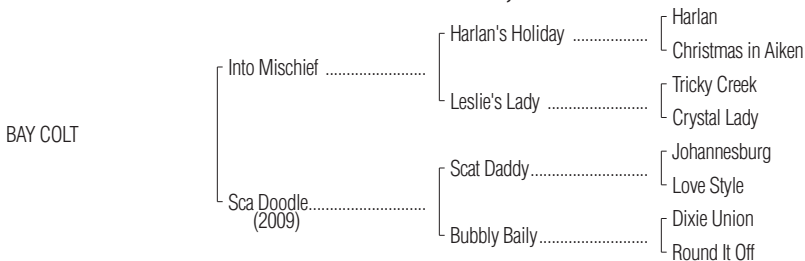 Harlan
Harlan's Holiday ..................
Christmas in Aiken
Into Mischief ........................
Tricky Creek
Leslie's Lady ........................
Crystal Lady
BAY COLT
Johannesburg
Scat Daddy............................
Love Style
Sca Doodle............................
(2009)
Dixie Union
Bubbly Baily..........................
Round It Off